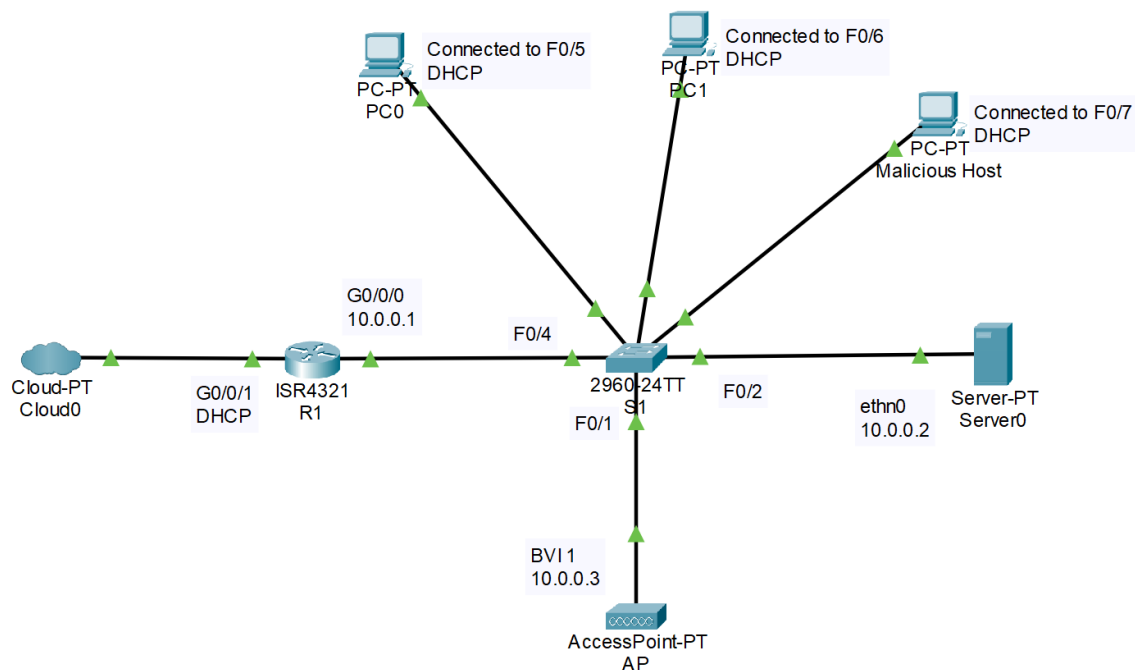 Connected to F0/5
DHCP
PC-PT
PC0
Connected to F0/6
DHCP
PC-PT
PC1
Connected to F0/7
DHCP
PC-PT
Malicious Host
G0/0/0
10.0.0.1
F0/4
Cloud-PT
Cloud0
G0/0/1
DHCP
ISR4321
R1
2960-24TT
S1
F0/1
F0/2
ethn0
10.0.0.2
Server-PT
Server0
BVI 1
10.0.0.3
AccessPoint-PT
AP